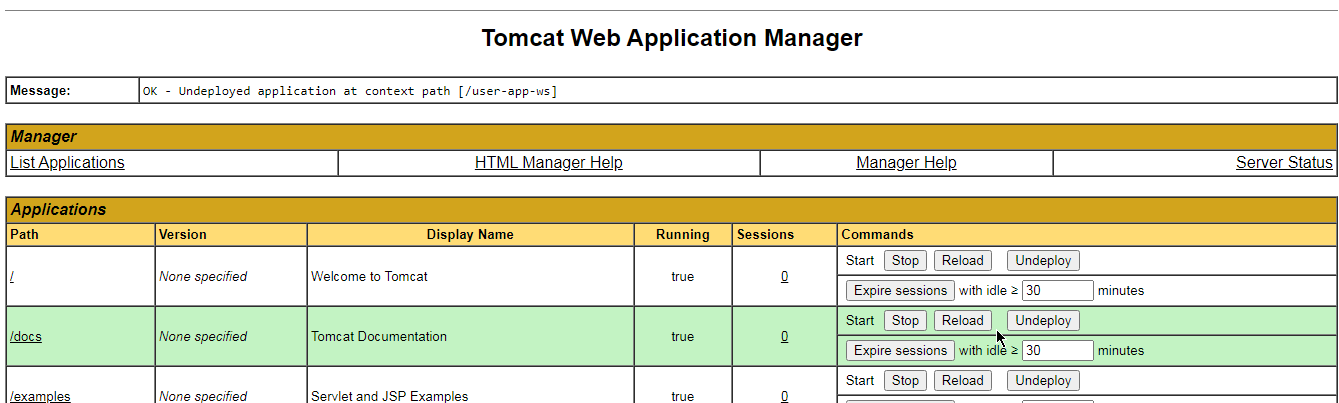 Tomcat Web Application Manager
Message: OK - Undeployed application at context path [/user-app-ws]
Manager
List Applications HTML Manager Help Manager Help Server Status
Applications
Path Version Display Name Running Sessions Commands
/ None specified Welcome to Tomcat true 0 Start Stop Reload Undeploy
Expire sessions with idle ≥ 30 minutes
/docs None specified Tomcat Documentation true 0 Start Stop Reload Undeploy
Expire sessions with idle ≥ 30 minutes
/examples None specified Servlet and JSP Examples true 0 Start Stop Reload Undeploy